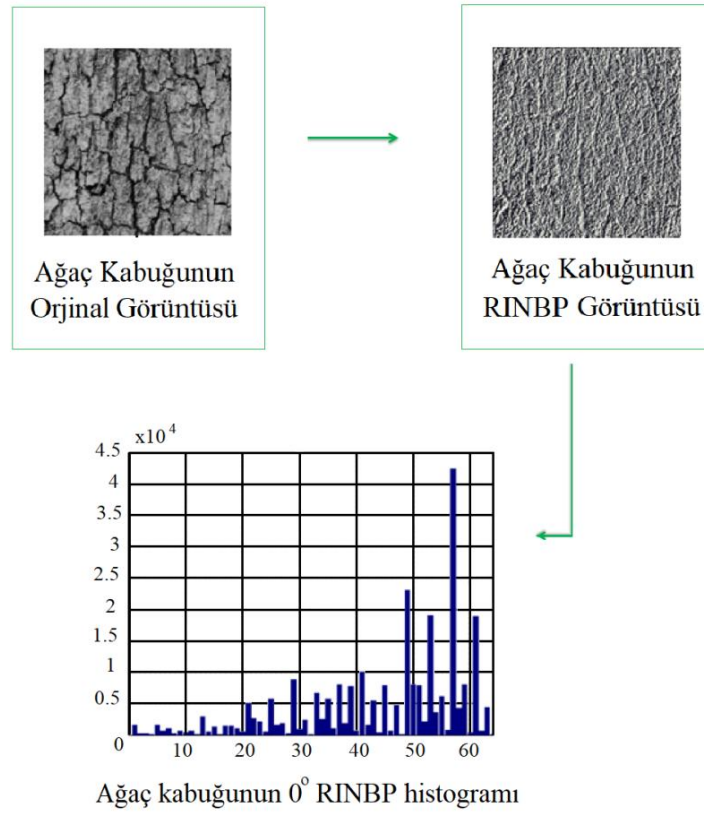 Ağaç Kabuğunun
Orjinal Görüntüsü
Ağaç Kabuğunun
RINBP Görüntüsü
x10⁴
4.5
4
3.5
3
2.5
2
1.5
1
0.5
0 10 20 30 40 50 60
Ağaç kabuğunun 0° RINBP histogramı